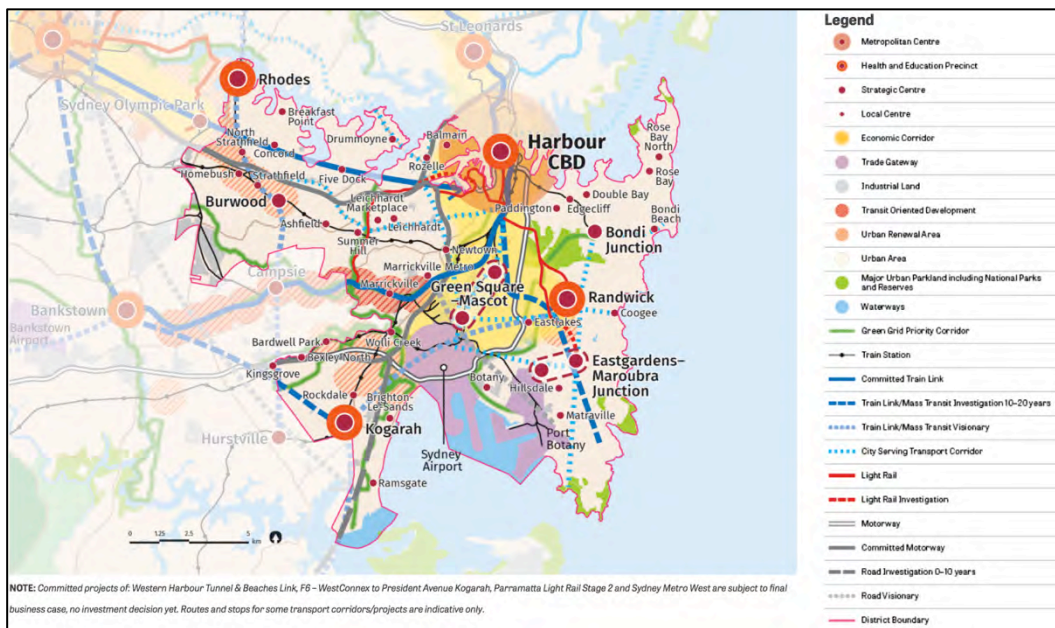 St Leonards
Rhodes
Sydney Olympic Park
Breakfast
Point
Drummoyne
Balmain
North
Strathfield
Concord
Rozelle
Harbour
CBD
Rose
Bay
North
Rose
Bay
Homebush
Strathfield
Five Dock
Leichhardt
Marketplace
Double Bay
Burwood
Paddington
Edgecliff
Bondi
Beach
Ashfield
Leichhardt
Summer
Hill
Newtown
Bondi
Junction
Campsie
Marrickville Metro
Marrickville
Green Square
–Mascot
Randwick
Bankstown
Bankstown
Airport
Coogee
Eastlakes
Bardwell Park
Wolli Creek
Bexley North
Kingsgrove
Eastgardens–
Maroubra
Junction
Botany
Hillsdale
Rockdale
Brighton
Le-Sands
Matraville
Kogarah
Port
Botany
Hurstville
Sydney
Airport
Ramsgate
0 1.25 2.5 5
km
NOTE: Committed projects of: Western Harbour Tunnel & Beaches Link, F6 – WestConnex to President Avenue Kogarah, Parramatta Light Rail Stage 2 and Sydney Metro West are subject to final
business case, no investment decision yet. Routes and stops for some transport corridors/projects are indicative only.
Legend
Metropolitan Centre
Health and Education Precinct
Strategic Centre
Local Centre
Economic Corridor
Trade Gateway
Industrial Land
Transit Oriented Development
Urban Renewal Area
Urban Area
Major Urban Parkland including National Parks
and Reserves
Waterways
Green Grid Priority Corridor
Train Station
Committed Train Link
Train Link/Mass Transit Investigation 10–20 years
Train Link/Mass Transit Visionary
City Serving Transport Corridor
Light Rail
Light Rail Investigation
Motorway
Committed Motorway
Road Investigation 0–10 years
Road Visionary
District Boundary